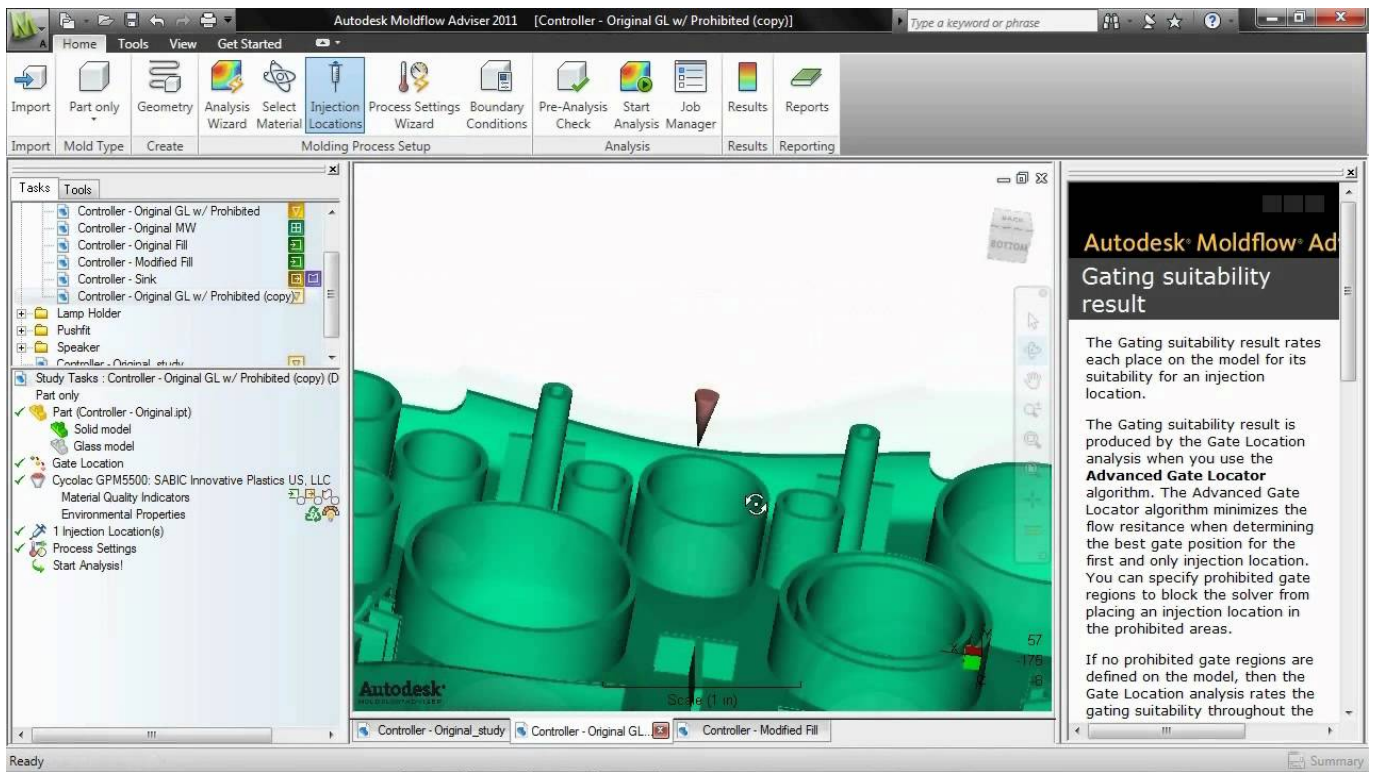 Autodesk Moldflow Adviser 2011 [Controller - Original GL w/ Prohibited (copy)]
Type a keyword or phrase
Home Tools View Get Started
Import Part only Geometry Analysis Wizard Select Material Injection Locations Process Settings Wizard Boundary Conditions Pre-Analysis Check Start Analysis Job Manager Results Reports
Import Mold Type Create Molding Process Setup Analysis Results Reporting
Tasks Tools
Controller - Original GL w/ Prohibited
Controller - Original MW
Controller - Original Fill
Controller - Modified Fill
Controller - Sink
Controller - Original GL w/ Prohibited (copy)
Lamp Holder
Pushfit
Speaker
Controller - Original_study
Study Tasks : Controller - Original GL w/ Prohibited (copy) (D
Part only
Part (Controller - Original.ipt)
Solid model
Glass model
Gate Location
Cycolac GPM5500: SABIC Innovative Plastics US, LLC
Material Quality Indicators
Environmental Properties
1 Injection Location(s)
Process Settings
Start Analysis!
BACK
BOTTOM
57
-175
-8
Scale (1 in)
Autodesk
MOLDFLOW ADVISER
Controller - Original_study Controller - Original GL... Controller - Modified Fill
Autodesk Moldflow Ad
Gating suitability
result
The Gating suitability result rates
each place on the model for its
suitability for an injection
location.
The Gating suitability result is
produced by the Gate Location
analysis when you use the
Advanced Gate Locator
algorithm. The Advanced Gate
Locator algorithm minimizes the
flow resitance when determining
the best gate position for the
first and only injection location.
You can specify prohibited gate
regions to block the solver from
placing an injection location in
the prohibited areas.
If no prohibited gate regions are
defined on the model, then the
Gate Location analysis rates the
gating suitability throughout the
Ready
Summary